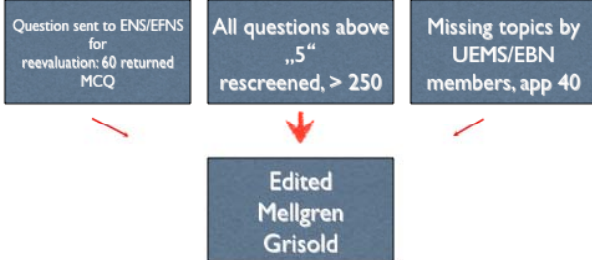 Question sent to ENS/EFNS
for
reevaluation: 60 returned
MCQ
All questions above
„5“
rescreened, > 250
Missing topics by
UEMS/EBN
members, app 40
Edited
Mellgren
Grisold